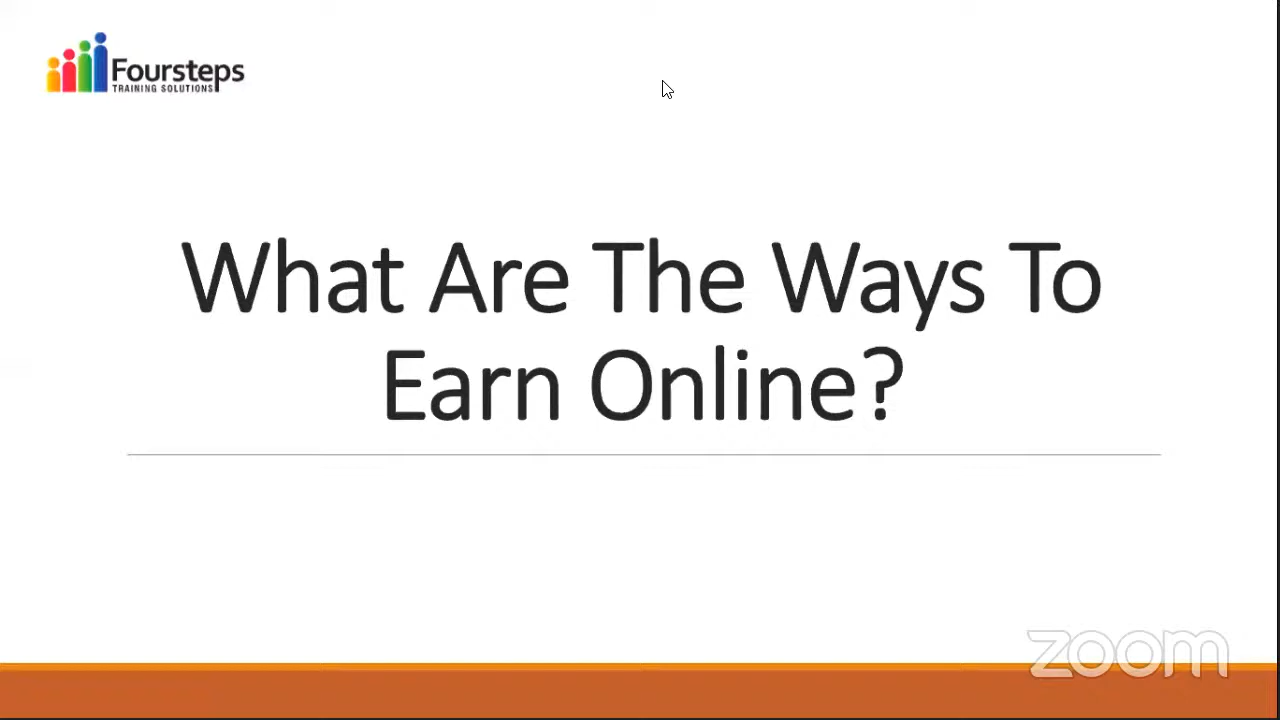 Foursteps
TRAINING SOLUTIONS
What Are The Ways To
Earn Online?
zoom